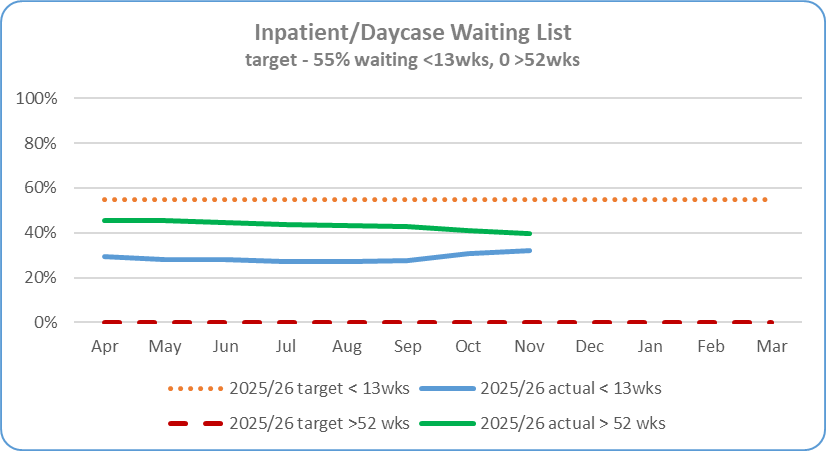 Inpatient/Daycase Waiting List
target - 55% waiting <13wks, 0 >52wks
100%
80%
60%
40%
20%
0%
Apr May Jun Jul Aug Sep Oct Nov Dec Jan Feb Mar
2025/26 target < 13wks 2025/26 actual < 13wks
2025/26 target >52 wks 2025/26 actual > 52 wks